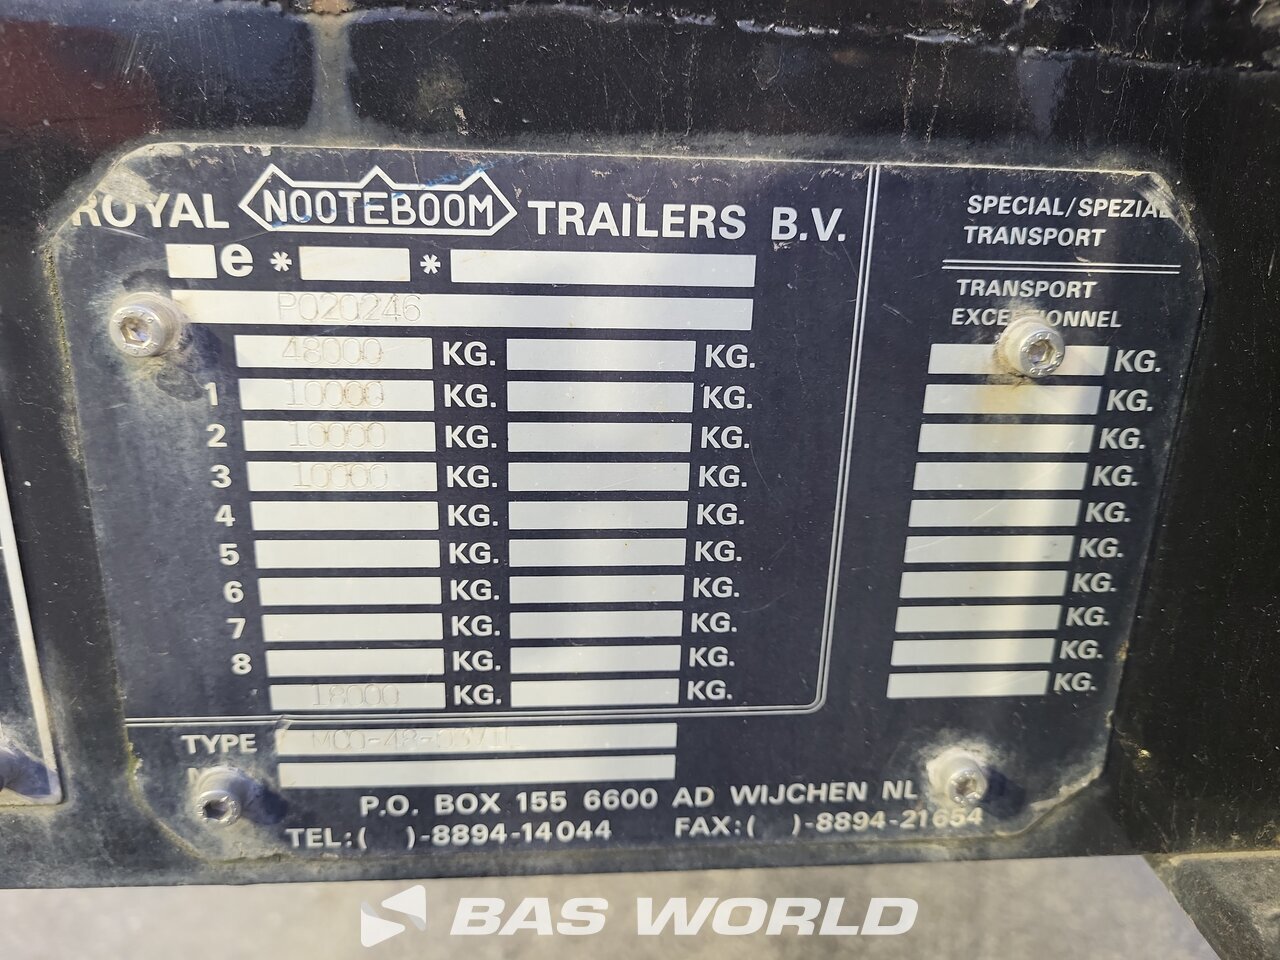 ROYAL NOOTEBOOM TRAILERS B.V.
e * *
P020246
48000 KG. KG.
1 10000 KG. KG.
2 10000 KG. KG.
3 10000 KG. KG.
4 KG. KG.
5 KG. KG.
6 KG. KG.
7 KG. KG.
8 KG. KG.
18000 KG. KG.
SPECIAL/SPEZIAL
TRANSPORT
TRANSPORT
KG.
KG.
KG.
KG.
KG.
KG.
KG.
KG.
KG.
KG.
TYPE
P.O. BOX 155 6600 AD WIJCHEN NL
TEL:( )-8894-14044 FAX:( )-8894-21654
BAS WORLD